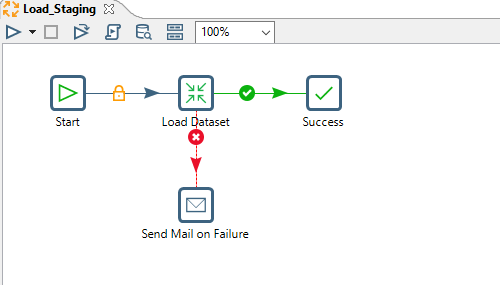 Load_Staging
100%
Start
Load Dataset
Success
Send Mail on Failure